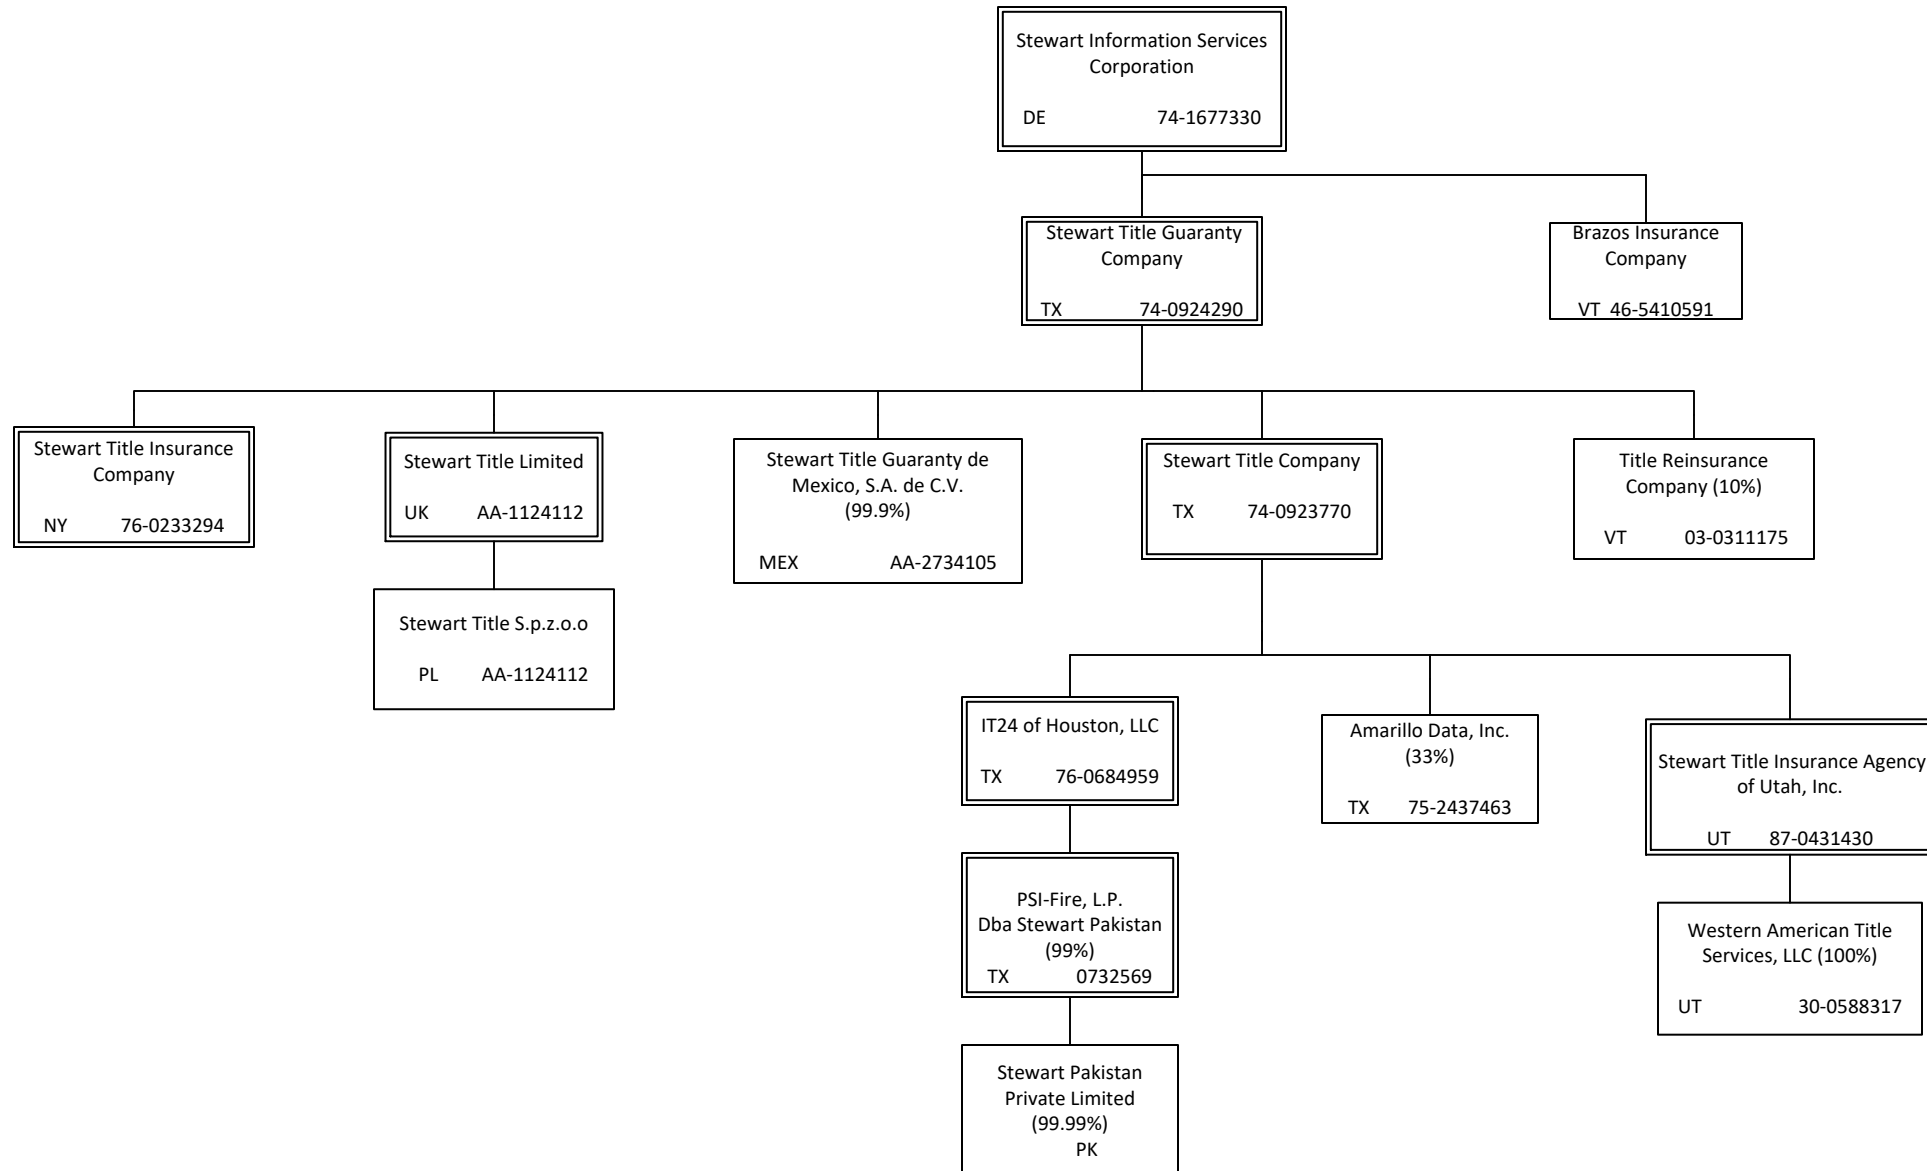 Stewart Information Services
Corporation
DE 74-1677330
Stewart Title Guaranty
Company
TX 74-0924290
Brazos Insurance
Company
VT 46-5410591
Stewart Title Insurance
Company
NY 76-0233294
Stewart Title Limited
UK AA-1124112
Stewart Title Guaranty de
Mexico, S.A. de C.V.
(99.9%)
MEX AA-2734105
Stewart Title Company
TX 74-0923770
Title Reinsurance
Company (10%)
VT 03-0311175
Stewart Title S.p.z.o.o
PL AA-1124112
IT24 of Houston, LLC
TX 76-0684959
Amarillo Data, Inc.
(33%)
TX 75-2437463
Stewart Title Insurance Agency
of Utah, Inc.
UT 87-0431430
PSI-Fire, L.P.
Dba Stewart Pakistan
(99%)
TX 0732569
Western American Title
Services, LLC (100%)
UT 30-0588317
Stewart Pakistan
Private Limited
(99.99%)
PK